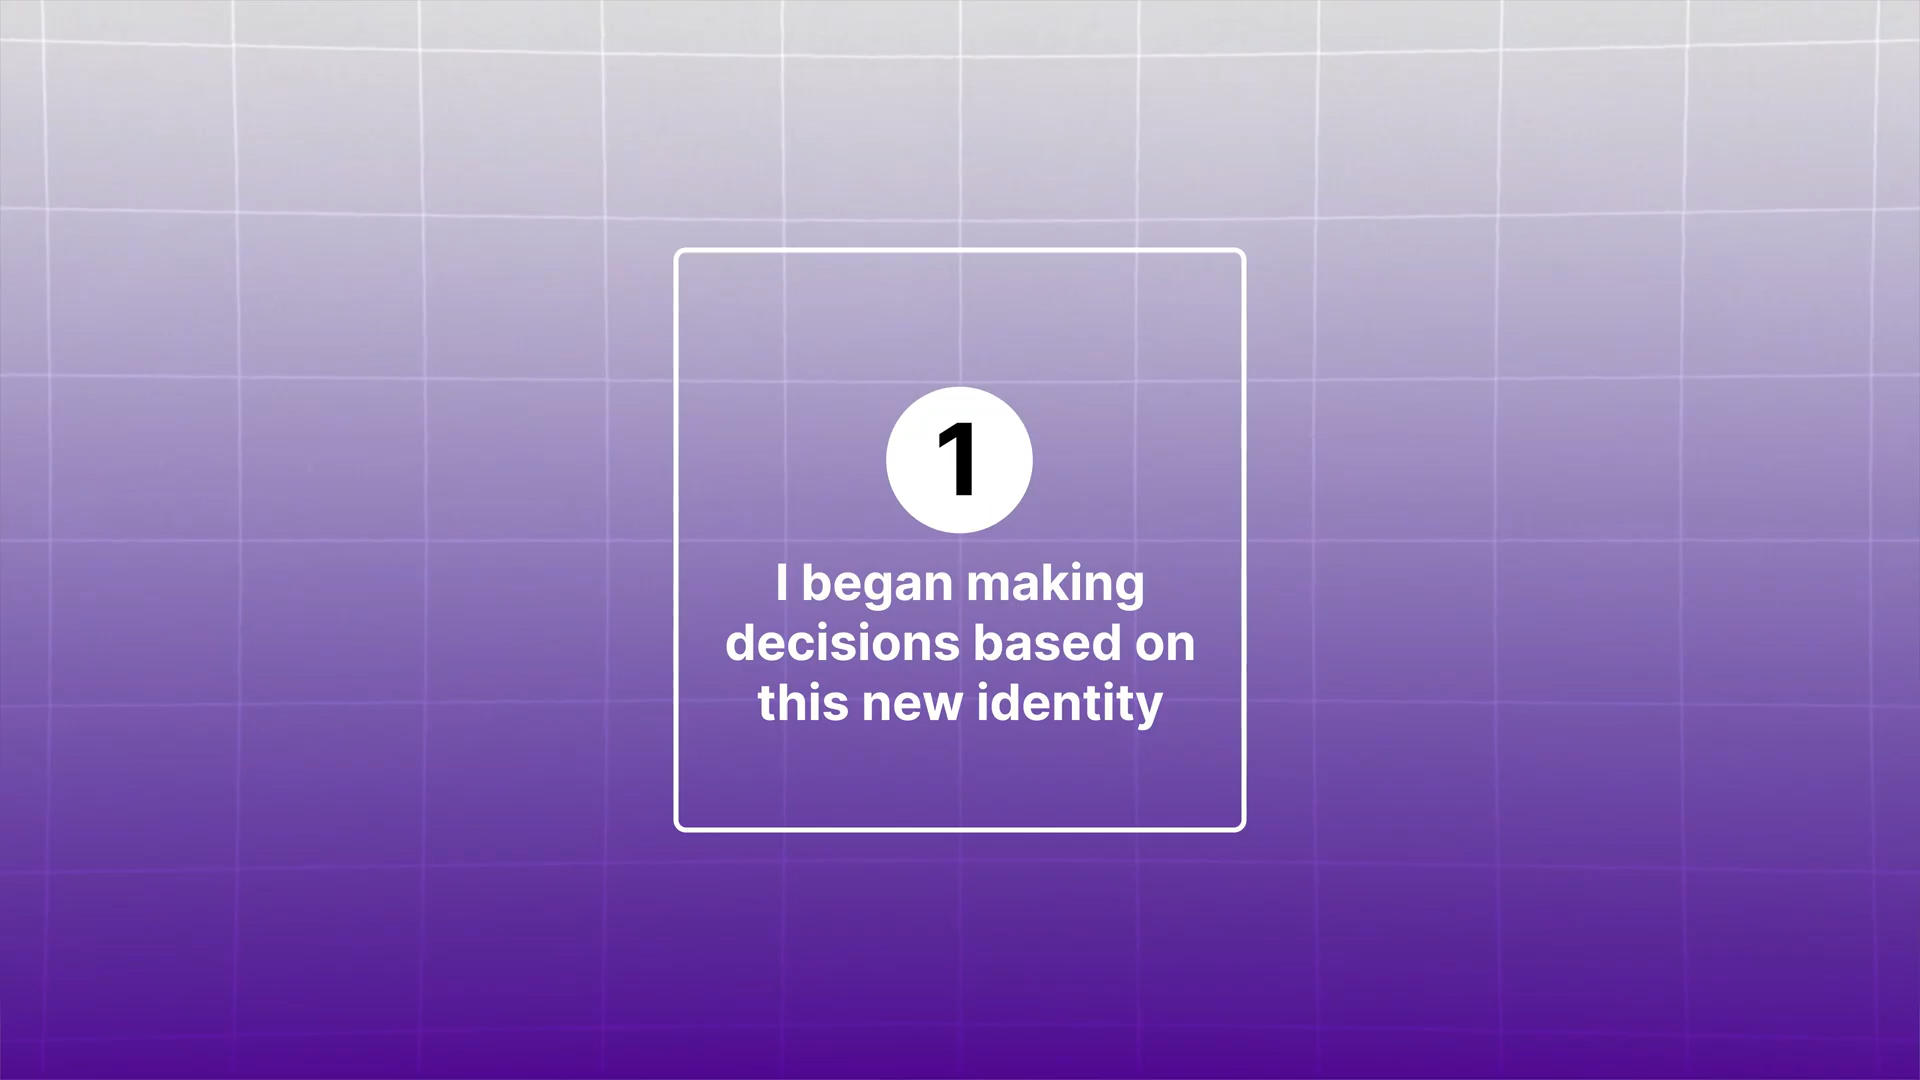 1
I began making
decisions based on
this new identity